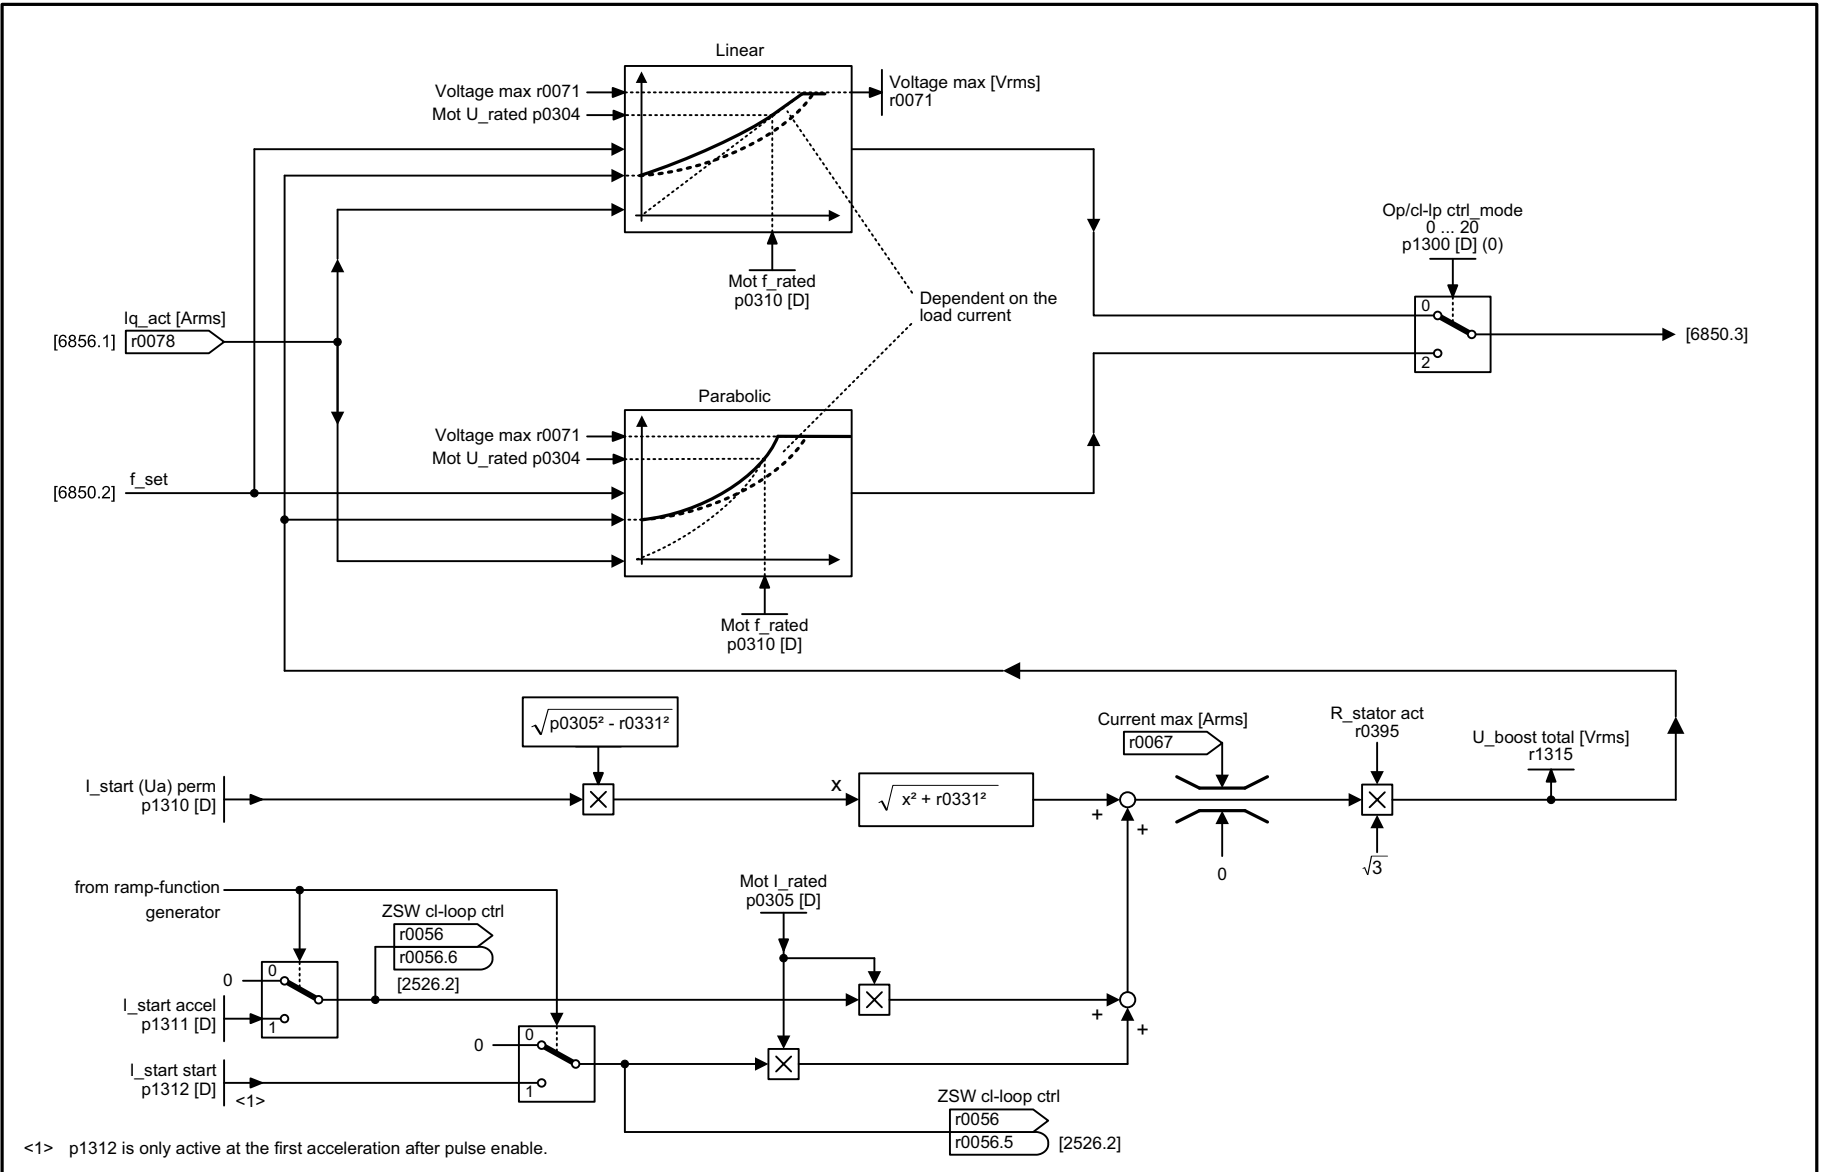 Linear
Voltage max r0071
Mot U_rated p0304
Voltage max [Vrms]
r0071
Mot f_rated
p0310 [D]
Op/cl-lp ctrl_mode
0 ... 20
p1300 [D] (0)
0
2
[6850.3]
Dependent on the
load current
Iq_act [Arms]
[6856.1]
r0078
Parabolic
Voltage max r0071
Mot U_rated p0304
[6850.2]
f_set
Mot f_rated
p0310 [D]
√p0305² - r0331²
I_start (Ua) perm
p1310 [D]
x
√x² + r0331²
+
+
Current max [Arms]
r0067
0
R_stator act
r0395
√3
U_boost total [Vrms]
r1315
from ramp-function
generator
ZSW cl-loop ctrl
r0056
r0056.6
[2526.2]
Mot I_rated
p0305 [D]
0
0
1
I_start accel
p1311 [D]
+
+
0
0
1
I_start start
p1312 [D]
<1>
ZSW cl-loop ctrl
r0056
r0056.5
[2526.2]
<1> p1312 is only active at the first acceleration after pulse enable.